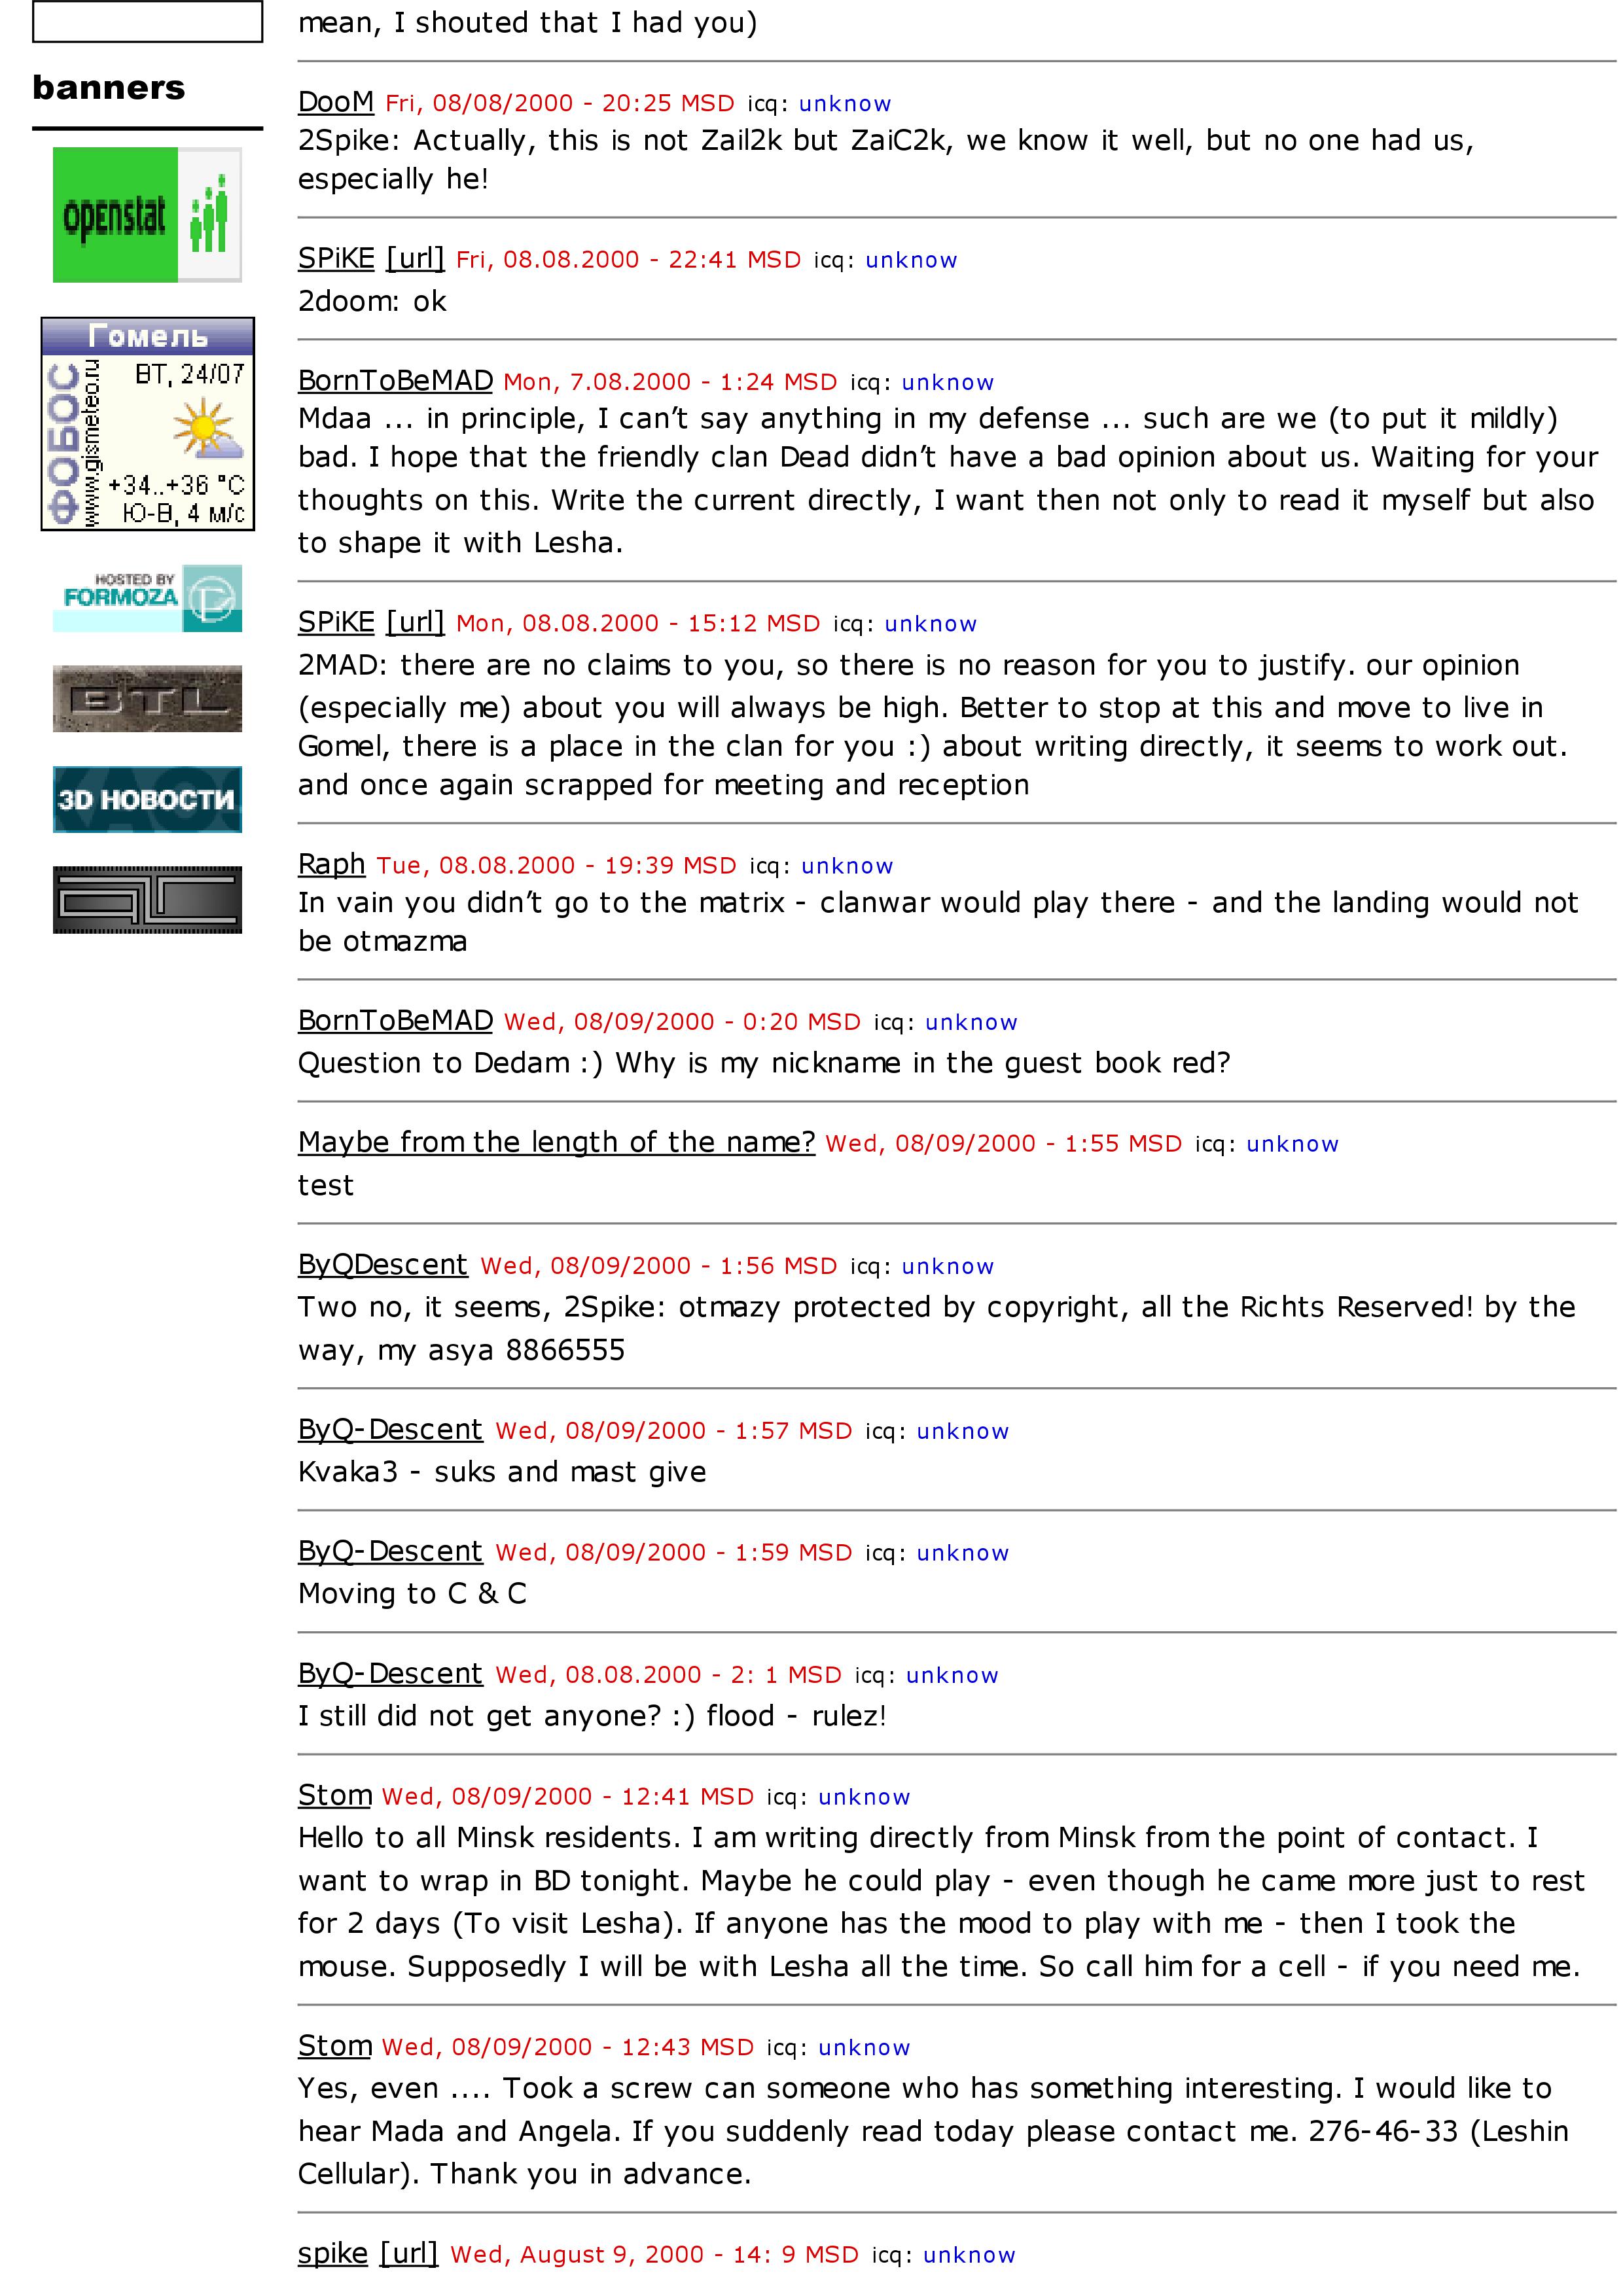 banners
openstat
Гомель
ФОБОС
www.gismeteo.ru
ВТ, 24/07
+34..+36 °C
Ю-В, 4 м/с
HOSTED BY
FORMOZA
BTL
3D НОВОСТИ
mean, I shouted that I had you)
DooM Fri, 08/08/2000 - 20:25 MSD icq: unknow
2Spike: Actually, this is not Zail2k but ZaiC2k, we know it well, but no one had us,
especially he!
SPiKE [url] Fri, 08.08.2000 - 22:41 MSD icq: unknow
2doom: ok
BornToBeMAD Mon, 7.08.2000 - 1:24 MSD icq: unknow
Mdaa ... in principle, I can’t say anything in my defense ... such are we (to put it mildly)
bad. I hope that the friendly clan Dead didn’t have a bad opinion about us. Waiting for your
thoughts on this. Write the current directly, I want then not only to read it myself but also
to shape it with Lesha.
SPiKE [url] Mon, 08.08.2000 - 15:12 MSD icq: unknow
2MAD: there are no claims to you, so there is no reason for you to justify. our opinion
(especially me) about you will always be high. Better to stop at this and move to live in
Gomel, there is a place in the clan for you :) about writing directly, it seems to work out.
and once again scrapped for meeting and reception
Raph Tue, 08.08.2000 - 19:39 MSD icq: unknow
In vain you didn’t go to the matrix - clanwar would play there - and the landing would not
be otmazma
BornToBeMAD Wed, 08/09/2000 - 0:20 MSD icq: unknow
Question to Dedam :) Why is my nickname in the guest book red?
Maybe from the length of the name? Wed, 08/09/2000 - 1:55 MSD icq: unknow
test
ByQDescent Wed, 08/09/2000 - 1:56 MSD icq: unknow
Two no, it seems, 2Spike: otmazy protected by copyright, all the Richts Reserved! by the
way, my asya 8866555
ByQ-Descent Wed, 08/09/2000 - 1:57 MSD icq: unknow
Kvaka3 - suks and mast give
ByQ-Descent Wed, 08/09/2000 - 1:59 MSD icq: unknow
Moving to C & C
ByQ-Descent Wed, 08.08.2000 - 2: 1 MSD icq: unknow
I still did not get anyone? :) flood - rulez!
Stom Wed, 08/09/2000 - 12:41 MSD icq: unknow
Hello to all Minsk residents. I am writing directly from Minsk from the point of contact. I
want to wrap in BD tonight. Maybe he could play - even though he came more just to rest
for 2 days (To visit Lesha). If anyone has the mood to play with me - then I took the
mouse. Supposedly I will be with Lesha all the time. So call him for a cell - if you need me.
Stom Wed, 08/09/2000 - 12:43 MSD icq: unknow
Yes, even .... Took a screw can someone who has something interesting. I would like to
hear Mada and Angela. If you suddenly read today please contact me. 276-46-33 (Leshin
Cellular). Thank you in advance.
spike [url] Wed, August 9, 2000 - 14: 9 MSD icq: unknow